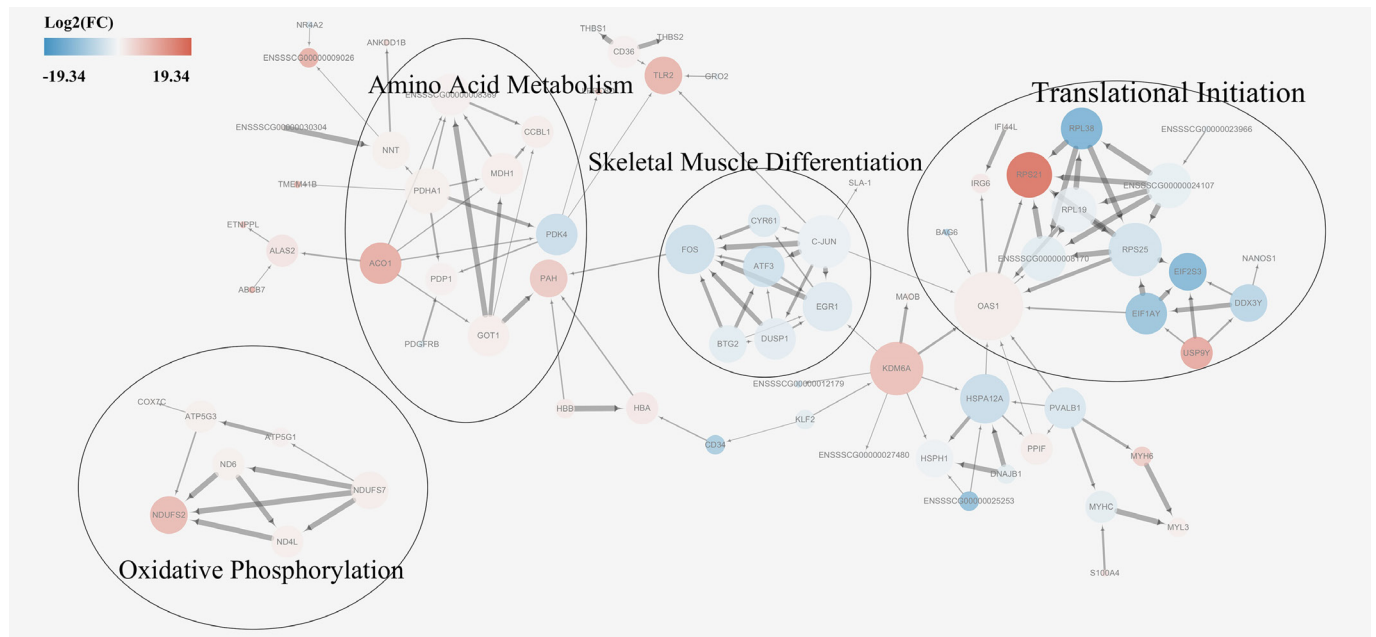 Log2(FC)
-19.34 19.34
NR4A2
ENSSSCG00000009026
ANKDD1B
THBS1
THBS2
CD36
TLR2
GRO2
Amino Acid Metabolism
ENSSSCG00000008369
CCBL1
ENSSSCG00000030304
NNT
MDH1
TMEM41B
PDHA1
ETNPPL
ALAS2
ACO1
PDK4
PDP1
PAH
ABCB7
GOT1
PDGFRB
Skeletal Muscle Differentiation
SLA-1
CYR61
C-JUN
FOS
ATF3
EGR1
BTG2
DUSP1
Translational Initiation
IFI44L
RPL38
ENSSSCG00000023966
RPS21
IRG6
ENSSSCG00000024107
RPL19
BAG6
RPS25
ENSSSCG00000008170
NANOS1
EIF2S3
OAS1
DDX3Y
EIF1AY
USP9Y
MAOB
KDM6A
ENSSSCG00000012179
HBB
HBA
KLF2
CD34
HSPA12A
PVALB1
ENSSSCG00000027480
HSPH1
PPIF
MYH6
DNAJB1
ENSSSCG00000025253
MYHC
MYL3
S100A4
COX7C
ATP5G3
ATP5G1
ND6
NDUFS7
NDUFS2
ND4L
Oxidative Phosphorylation